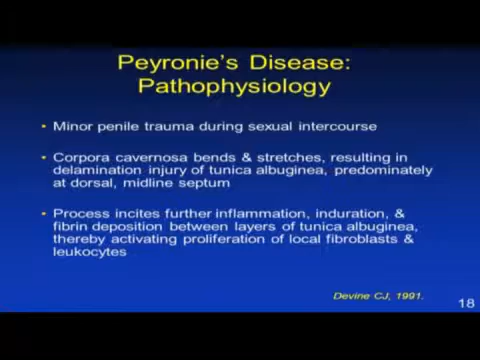 Peyronie's Disease:
Pathophysiology
• Minor penile trauma during sexual intercourse
• Corpora cavernosa bends & stretches, resulting in
delamination injury of tunica albuginea, predominately
at dorsal, midline septum
• Process incites further inflammation, induration, &
fibrin deposition between layers of tunica albuginea,
thereby activating proliferation of local fibroblasts &
leukocytes
Devine CJ, 1991.
18